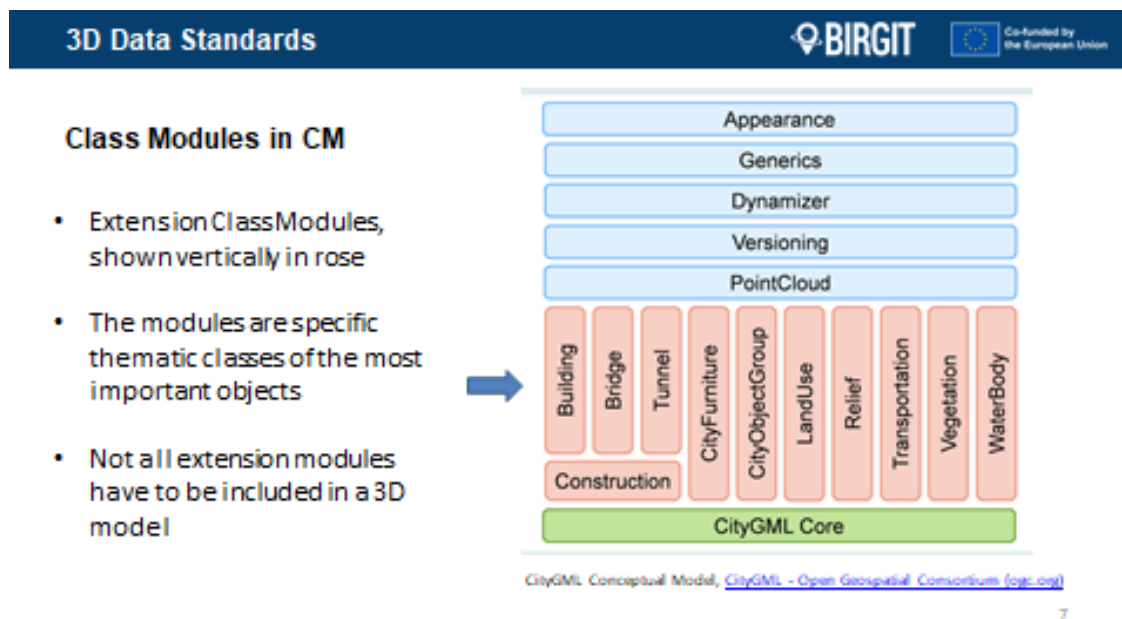 3D Data Standards
BIRGIT
Co-funded by
the European Union
Class Modules in CM
• Extension Class Modules,
shown vertically in rose
• The modules are specific
thematic classes of the most
important objects
• Not all extension modules
have to be included in a 3D
model
Appearance
Generics
Dynamizer
Versioning
PointCloud
Building
Bridge
Tunnel
CityFurniture
CityObjectGroup
LandUse
Relief
Transportation
Vegetation
WaterBody
Construction
CityGML Core
CityGML Conceptual Model, CityGML - Open Geospatial Consortium (ogc.org)
7